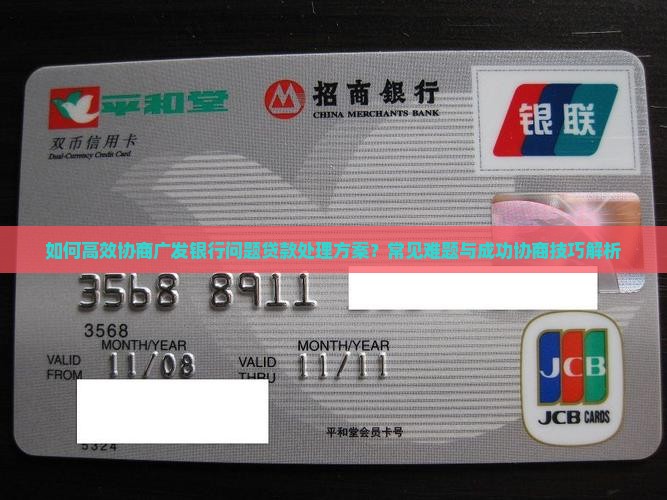 平和堂
招商銀行
CHINA MERCHANTS BANK
银联
双币信用卡
Dual-Currency Credit Card
如何高效协商广发银行问题贷款处理方案？常见难题与成功协商技巧解析
3568 8911
3568
MONTH/YEAR MONTH/YEAR
VALID FROM 11/08 VALID THRU 11/11
JCB
JCB CARDS
平和堂会员卡号
5324